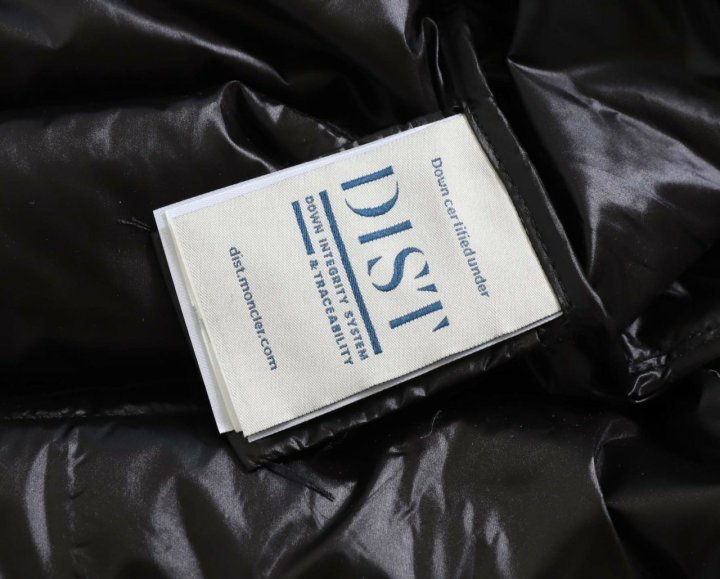 Down certified under
DIST
DOWN INTEGRITY SYSTEM
& TRACEABILITY
dist.moncler.com